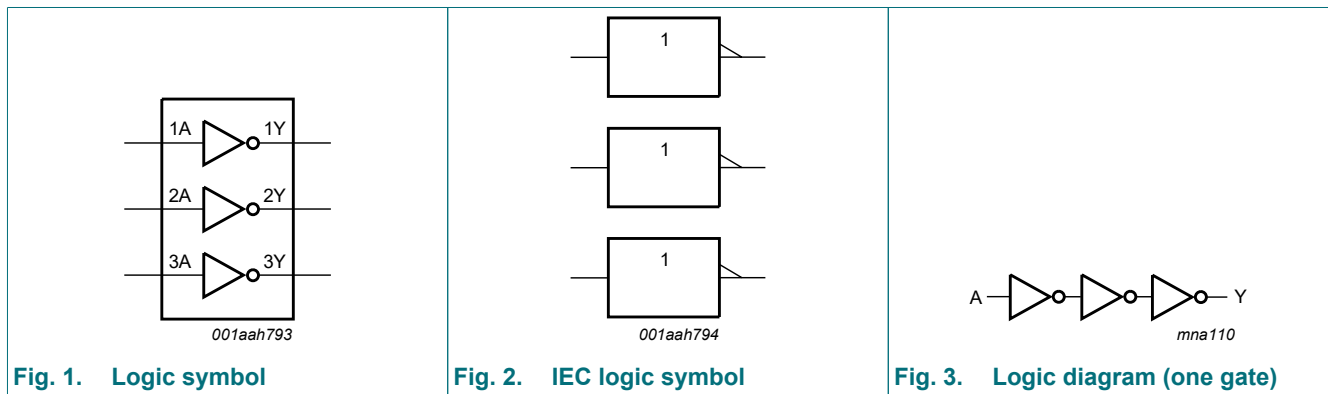 1A 1Y
2A 2Y
3A 3Y
001aah793
Fig. 1. Logic symbol
1
1
1
001aah794
Fig. 2. IEC logic symbol
A Y
mna110
Fig. 3. Logic diagram (one gate)